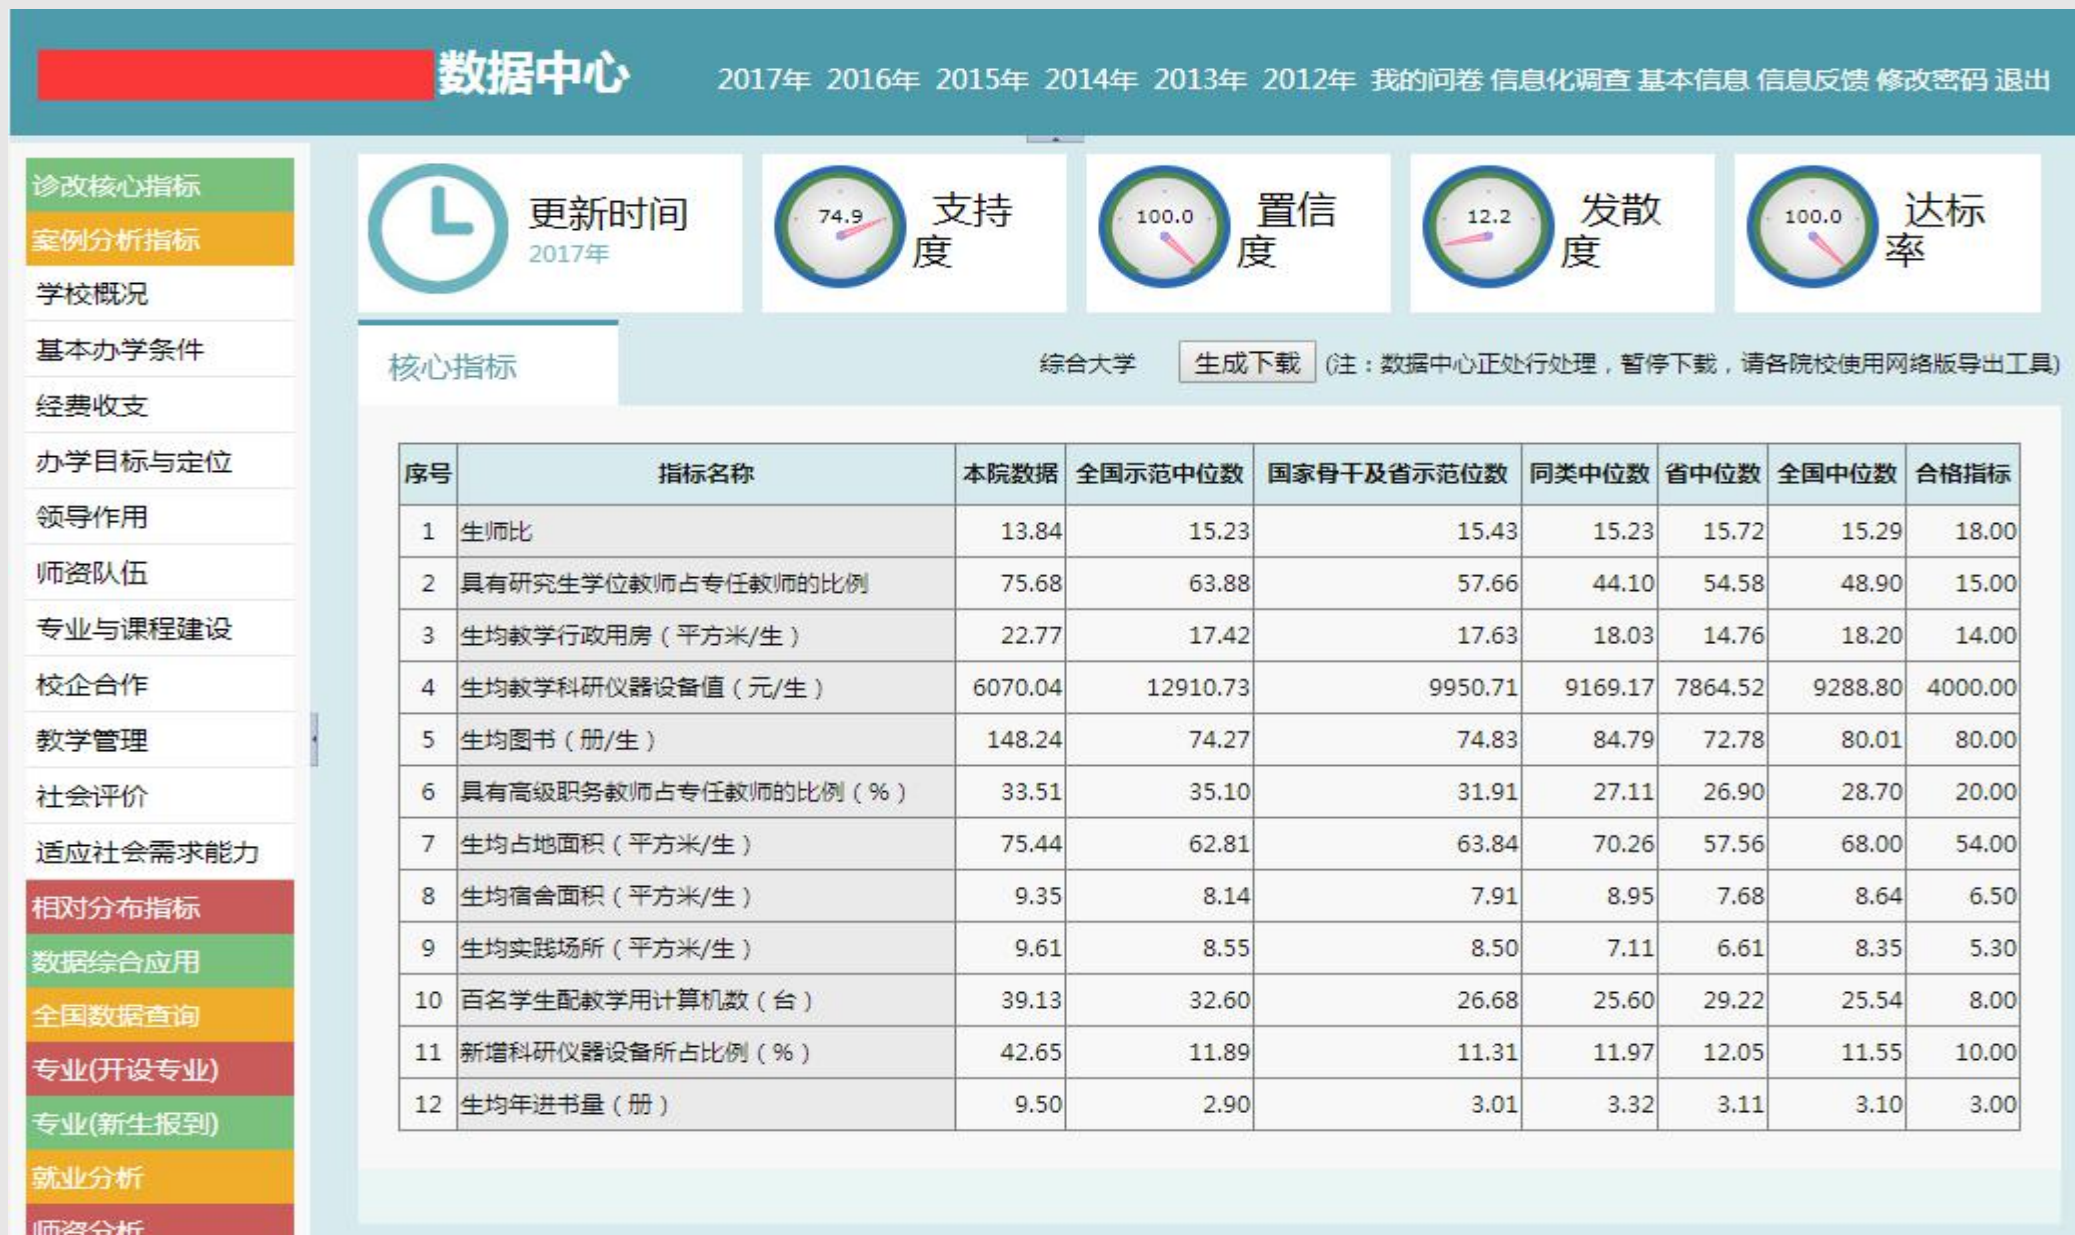 数据中心
2017年 2016年 2015年 2014年 2013年 2012年 我的问卷 信息化调查 基本信息 信息反馈 修改密码 退出
诊改核心指标
案例分析指标
学校概况
基本办学条件
经费收支
办学目标与定位
领导作用
师资队伍
专业与课程建设
校企合作
教学管理
社会评价
适应社会需求能力
相对分布指标
数据综合应用
全国数据查询
专业(开设专业)
专业(新生报到)
就业分析
师资分析
更新时间
2017年
74.9
支持
度
100.0
置信
度
12.2
发散
度
100.0
达标
率
核心指标
综合大学 生成下载 (注：数据中心正处行处理，暂停下载，请各院校使用网络版导出工具)
序号 指标名称 本院数据 全国示范中位数 国家骨干及省示范位数 同类中位数 省中位数 全国中位数 合格指标
1 生师比 13.84 15.23 15.43 15.23 15.72 15.29 18.00
2 具有研究生学位教师占专任教师的比例 75.68 63.88 57.66 44.10 54.58 48.90 15.00
3 生均教学行政用房（平方米/生） 22.77 17.42 17.63 18.03 14.76 18.20 14.00
4 生均教学科研仪器设备值（元/生） 6070.04 12910.73 9950.71 9169.17 7864.52 9288.80 4000.00
5 生均图书（册/生） 148.24 74.27 74.83 84.79 72.78 80.01 80.00
6 具有高级职务教师占专任教师的比例（%） 33.51 35.10 31.91 27.11 26.90 28.70 20.00
7 生均占地面积（平方米/生） 75.44 62.81 63.84 70.26 57.56 68.00 54.00
8 生均宿舍面积（平方米/生） 9.35 8.14 7.91 8.95 7.68 8.64 6.50
9 生均实践场所（平方米/生） 9.61 8.55 8.50 7.11 6.61 8.35 5.30
10 百名学生配教学用计算机数（台） 39.13 32.60 26.68 25.60 29.22 25.54 8.00
11 新增科研仪器设备所占比例（%） 42.65 11.89 11.31 11.97 12.05 11.55 10.00
12 生均年进书量（册） 9.50 2.90 3.01 3.32 3.11 3.10 3.00